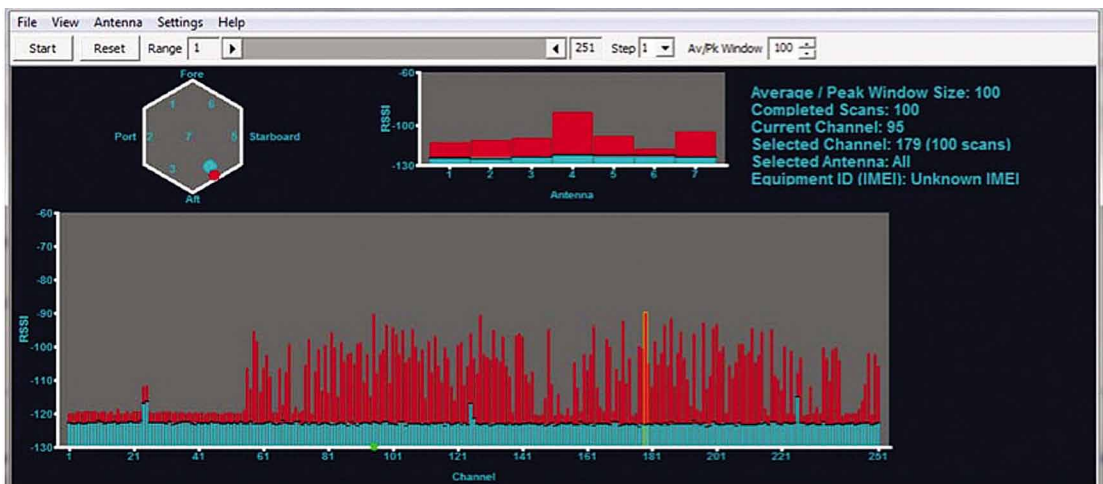 File View Antenna Settings Help
Start Reset Range 1 251 Step 1 Av/Pk Window 100
Fore
1 6
Port 2 7 5 Starboard
3
Aft
-60
-100
-130
RSSI
1 2 3 4 5 6 7
Antenna
Average / Peak Window Size: 100
Completed Scans: 100
Current Channel: 95
Selected Channel: 179 (100 scans)
Selected Antenna: All
Equipment ID (IMEI): Unknown IMEI
-60
-70
-80
-90
-100
-110
-120
-130
RSSI
1 21 41 61 81 101 121 141 161 181 201 221 251
Channel